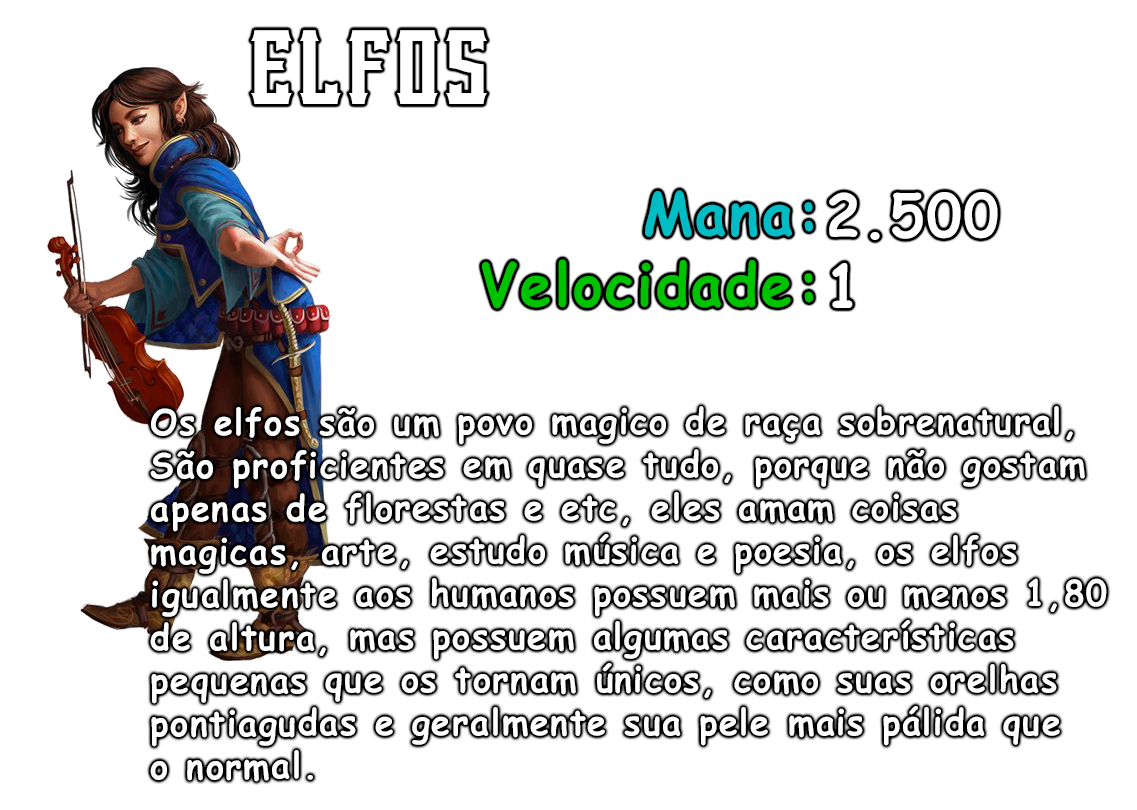 ELFOS
Mana:2.500
Velocidade:1
Os elfos são um povo magico de raça sobrenatural,
São proficientes em quase tudo, porque não gostam
apenas de florestas e etc, eles amam coisas
magicas, arte, estudo música e poesia, os elfos
igualmente aos humanos possuem mais ou menos 1,80
de altura, mas possuem algumas características
pequenas que os tornam únicos, como suas orelhas
pontiagudas e geralmente sua pele mais pálida que
o normal.